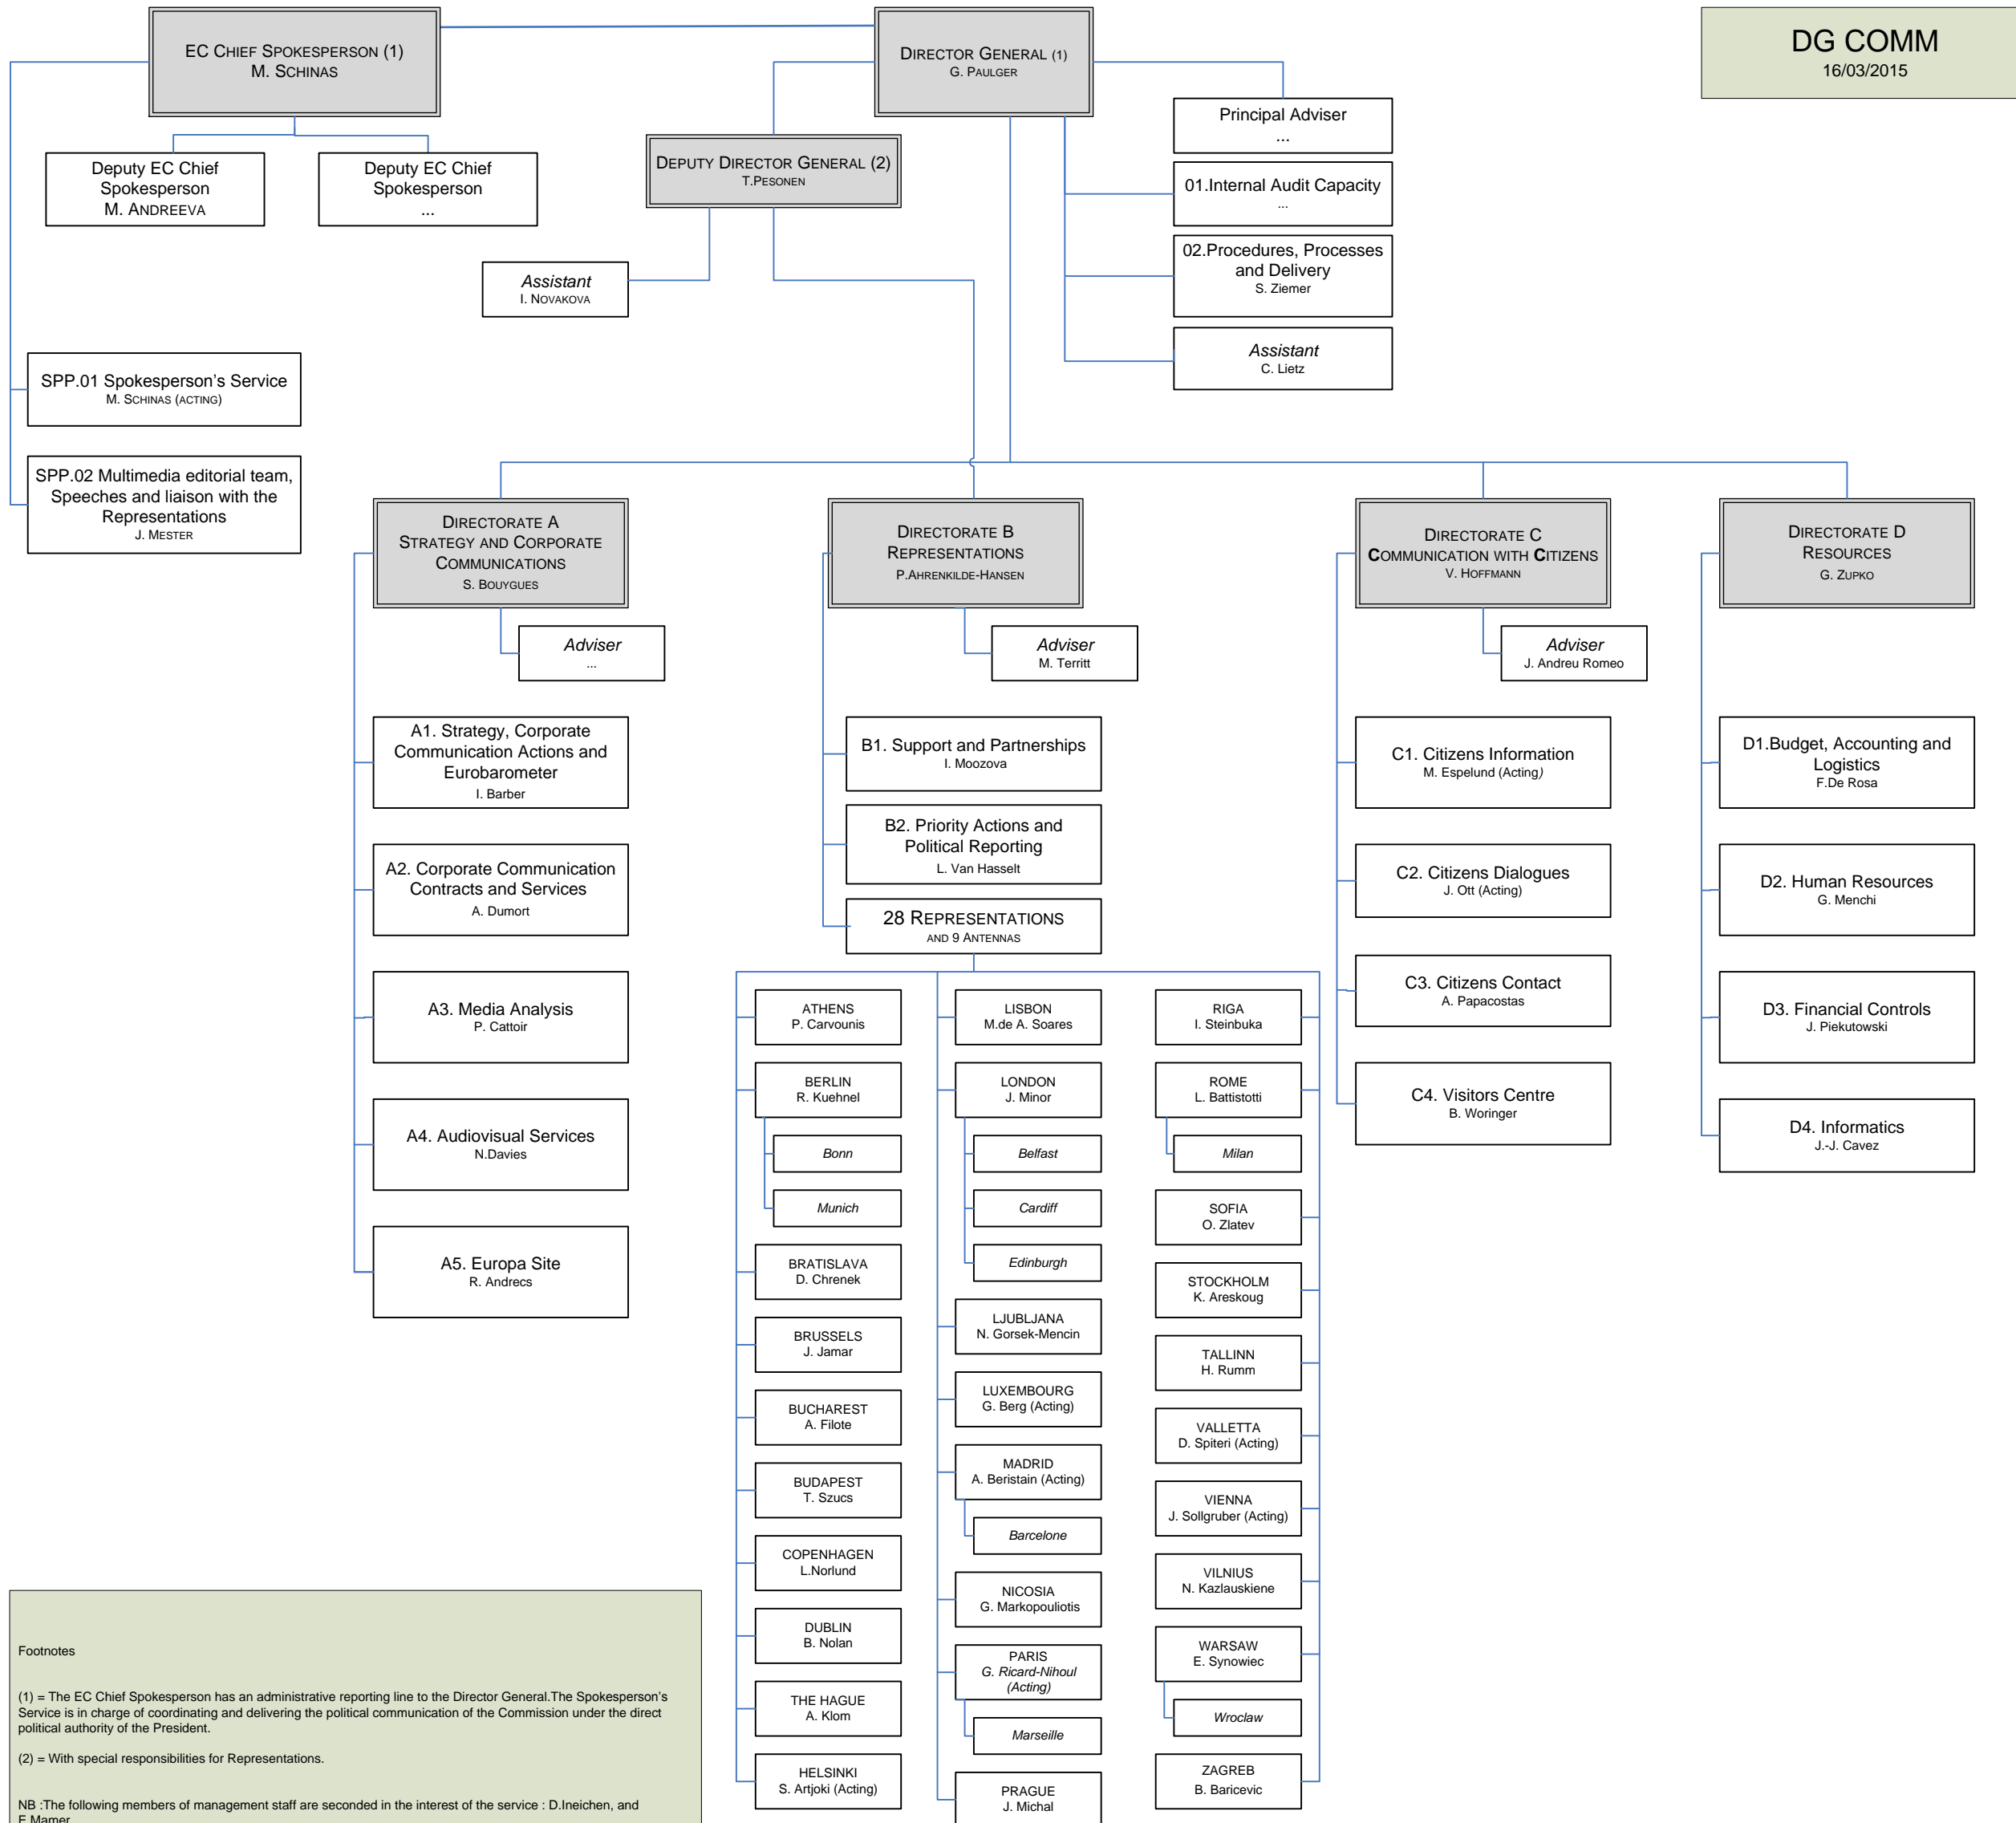 EC CHIEF SPOKESPERSON (1)
M. SCHINAS
DIRECTOR GENERAL (1)
G. PAULGER
DG COMM
16/03/2015
Principal Adviser
...
Deputy EC Chief
Spokesperson
M. ANDREEVA
Deputy EC Chief
Spokesperson
...
DEPUTY DIRECTOR GENERAL (2)
T.PESONEN
01.Internal Audit Capacity
...
02.Procedures, Processes
and Delivery
S. Ziemer
Assistant
I. NOVAKOVA
Assistant
C. Lietz
SPP.01 Spokesperson's Service
M. SCHINAS (ACTING)
SPP.02 Multimedia editorial team,
Speeches and liaison with the
Representations
J. MESTER
DIRECTORATE A
STRATEGY AND CORPORATE
COMMUNICATIONS
S. BOUYGUES
Adviser
...
A1. Strategy, Corporate
Communication Actions and
Eurobarometer
I. Barber
A2. Corporate Communication
Contracts and Services
A. Dumort
A3. Media Analysis
P. Cattoir
A4. Audiovisual Services
N.Davies
A5. Europa Site
R. Andrecs
DIRECTORATE B
REPRESENTATIONS
P.AHRENKILDE-HANSEN
Adviser
M. Territt
B1. Support and Partnerships
I. Moozova
B2. Priority Actions and
Political Reporting
L. Van Hasselt
28 REPRESENTATIONS
AND 9 ANTENNAS
ATHENS
P. Carvounis
BERLIN
R. Kuehnel
Bonn
Munich
BRATISLAVA
D. Chrenek
BRUSSELS
J. Jamar
BUCHAREST
A. Filote
BUDAPEST
T. Szucs
COPENHAGEN
L.Norlund
DUBLIN
B. Nolan
THE HAGUE
A. Klom
HELSINKI
S. Artjoki (Acting)
LISBON
M.de A. Soares
LONDON
J. Minor
Belfast
Cardiff
Edinburgh
LJUBLJANA
N. Gorsek-Mencin
LUXEMBOURG
G. Berg (Acting)
MADRID
A. Beristain (Acting)
Barcelone
NICOSIA
G. Markopouliotis
PARIS
G. Ricard-Nihoul
(Acting)
Marseille
PRAGUE
J. Michal
RIGA
I. Steinbuka
ROME
L. Battistotti
Milan
SOFIA
O. Zlatev
STOCKHOLM
K. Areskoug
TALLINN
H. Rumm
VALLETTA
D. Spiteri (Acting)
VIENNA
J. Sollgruber (Acting)
VILNIUS
N. Kazlauskiene
WARSAW
E. Synowiec
Wroclaw
ZAGREB
B. Baricevic
DIRECTORATE C
COMMUNICATION WITH CITIZENS
V. HOFFMANN
Adviser
J. Andreu Romeo
C1. Citizens Information
M. Espelund (Acting)
C2. Citizens Dialogues
J. Ott (Acting)
C3. Citizens Contact
A. Papacostas
C4. Visitors Centre
B. Woringer
DIRECTORATE D
RESOURCES
G. ZUPKO
D1.Budget, Accounting and
Logistics
F.De Rosa
D2. Human Resources
G. Menchi
D3. Financial Controls
J. Piekutowski
D4. Informatics
J.-J. Cavez
Footnotes
(1) = The EC Chief Spokesperson has an administrative reporting line to the Director General.The Spokesperson's
Service is in charge of coordinating and delivering the political communication of the Commission under the direct
political authority of the President.
(2) = With special responsibilities for Representations.
NB :The following members of management staff are seconded in the interest of the service : D.Ineichen, and
E.Mamer